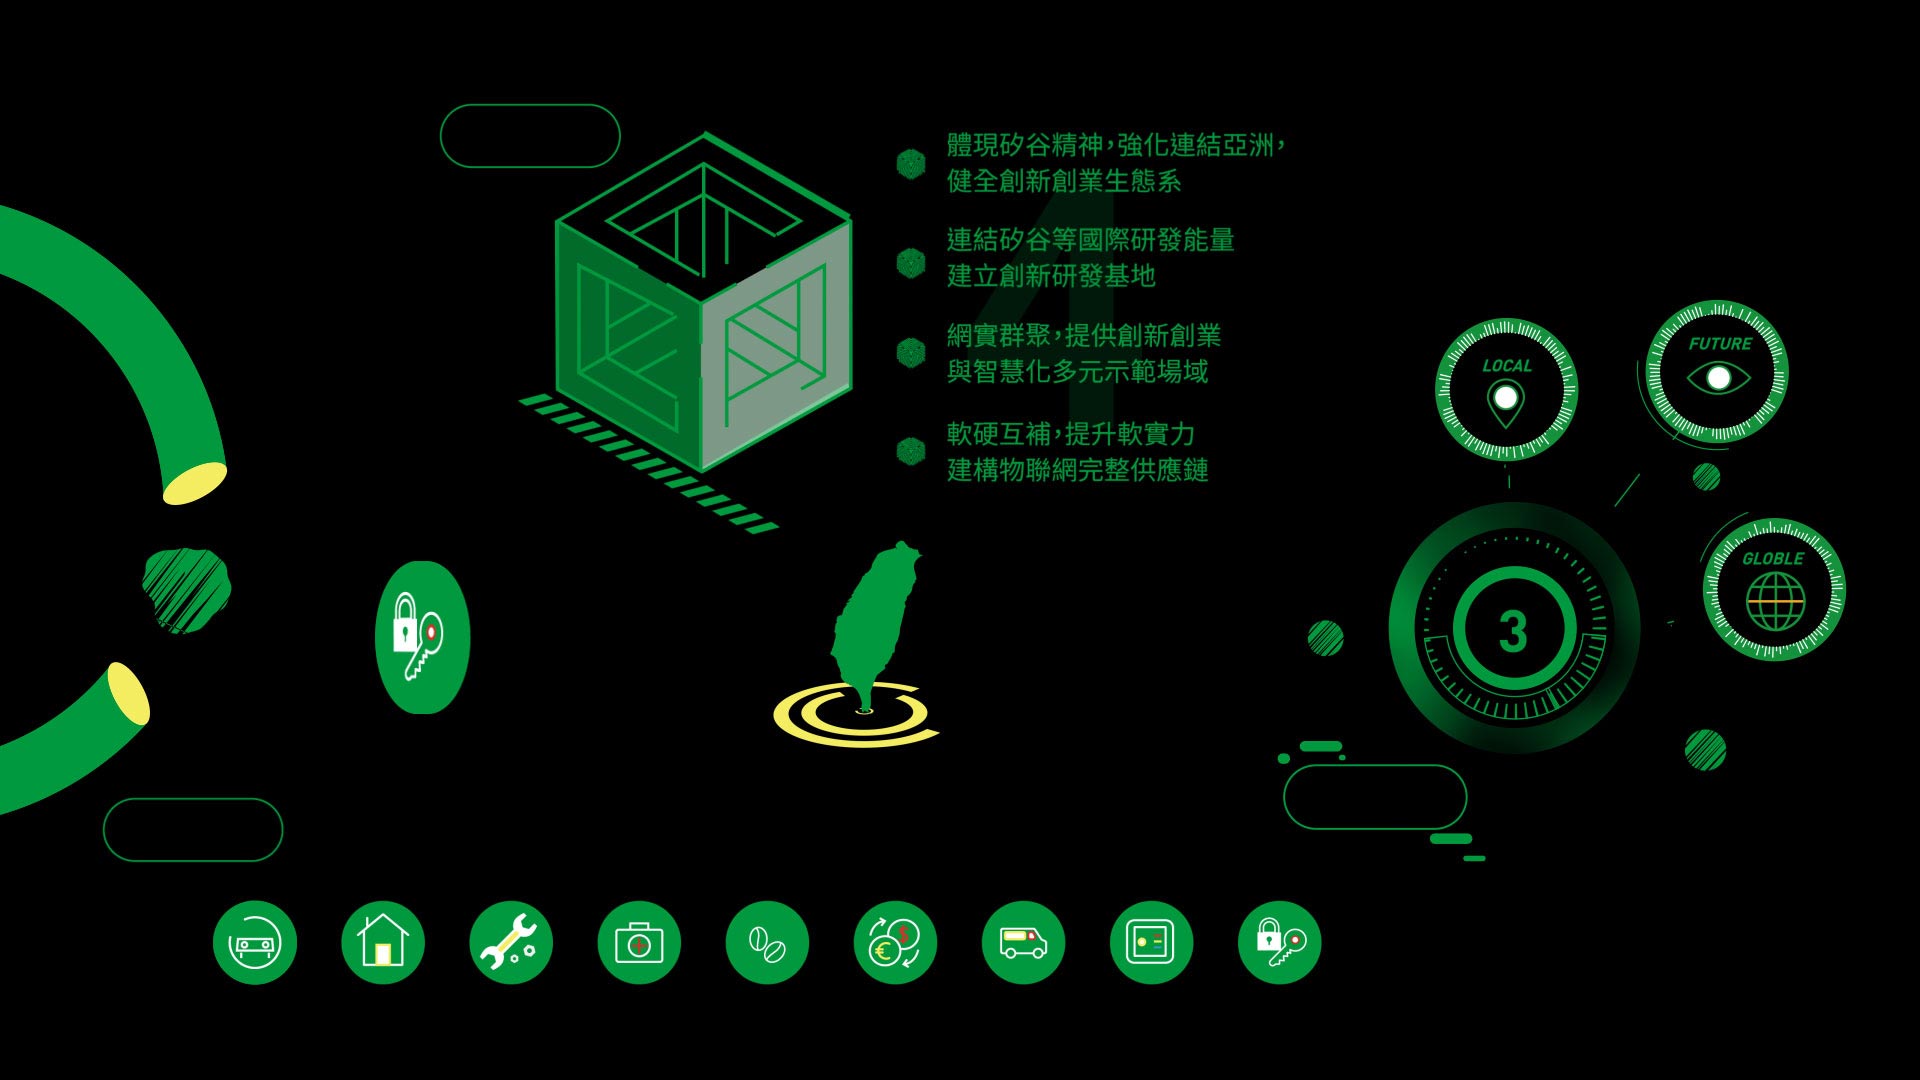 體現矽谷精神，強化連結亞洲，
健全創新創業生態系
連結矽谷等國際研發能量
建立創新研發基地
網實群聚，提供創新創業
與智慧化多元示範場域
軟硬互補，提升軟實力
建構物聯網完整供應鏈
4
LOCAL
FUTURE
GLOBLE
3
$
€